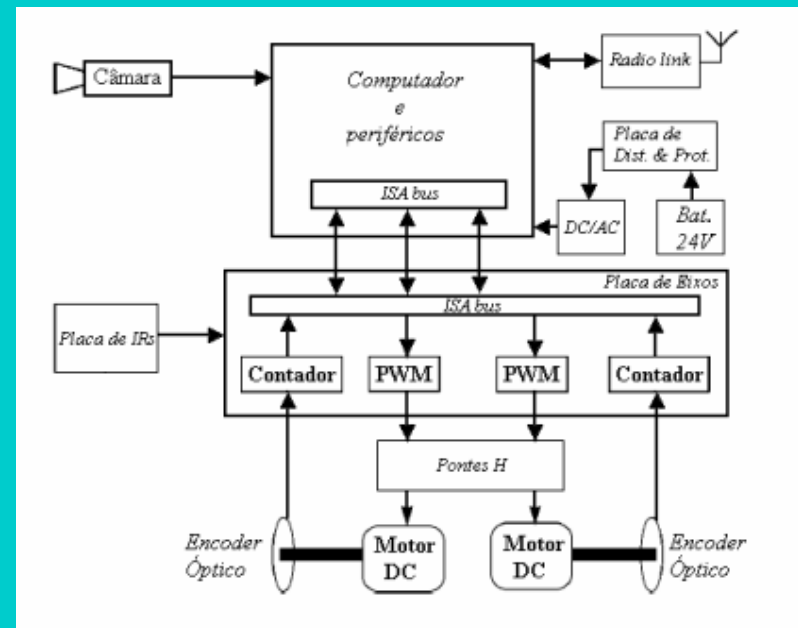 Câmara
Computador
e
periféricos
Radio link
Placa de
Dist. & Prot.
ISA bus
DC/AC
Bat.
24V
Placa de Eixos
ISA bus
Placa de IRs
Contador
PWM
PWM
Contador
Pontes H
Encoder
Óptico
Motor
DC
Motor
DC
Encoder
Óptico